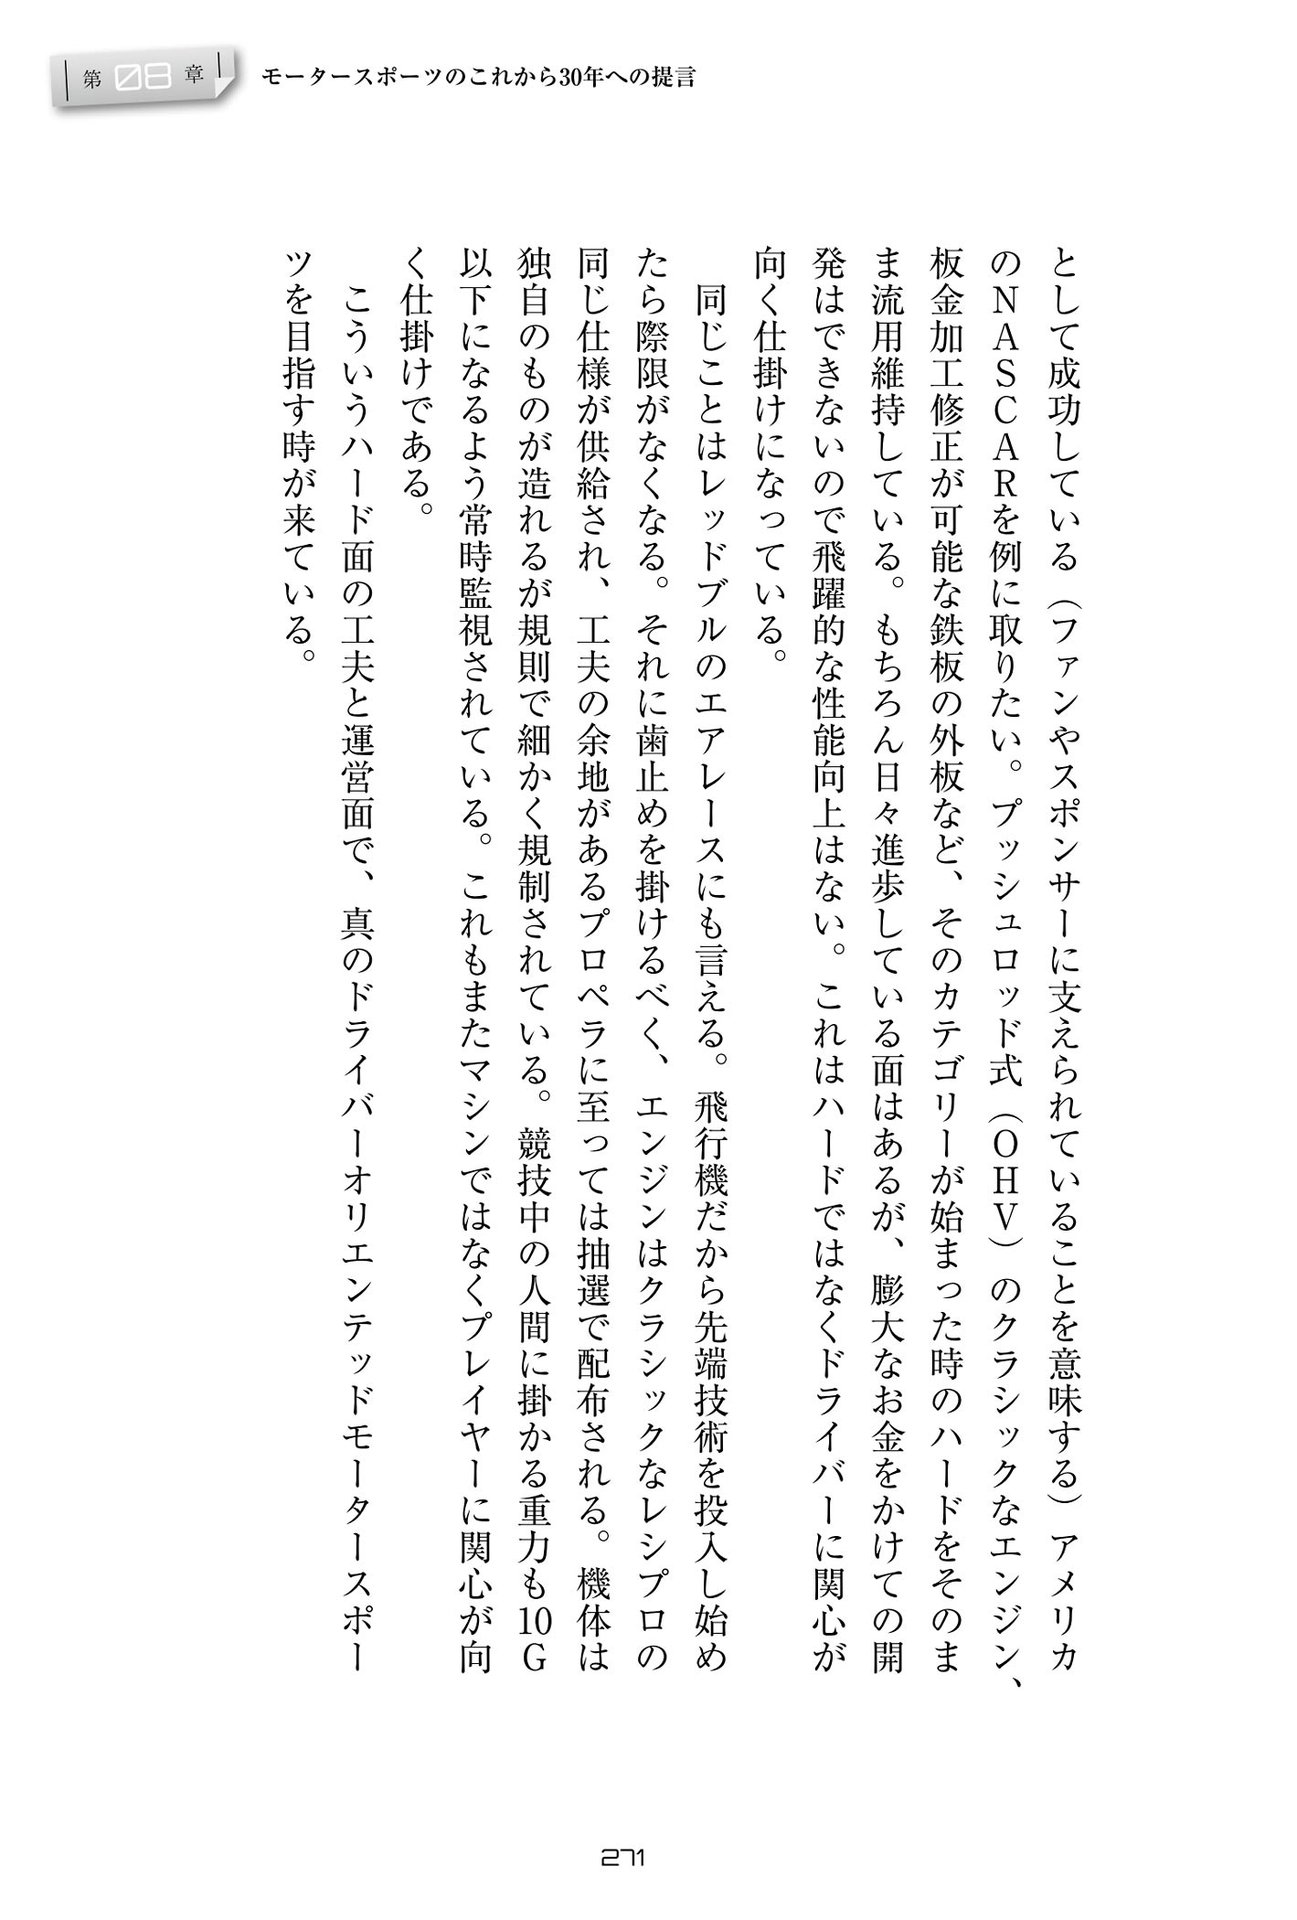 第08章
モータースポーツのこれから30年への提言
として成功している（ファンやスポンサーに支えられていることを意味する）アメリカ
のNASCARを例に取りたい。プッシュロッド式（OHV）のクラシックなエンジン、
板金加工修正が可能な鉄板の外板など、そのカテゴリーが始まった時のハードをそのま
ま流用維持している。もちろん日々進歩している面はあるが、膨大なお金をかけての開
発はできないので飛躍的な性能向上はない。これはハードではなくドライバーに関心が
向く仕掛けになっている。
　同じことはレッドブルのエアレースにも言える。飛行機だから先端技術を投入し始め
たら際限がなくなる。それに歯止めを掛けるべく、エンジンはクラシックなレシプロの
同じ仕様が供給され、工夫の余地があるプロペラに至っては抽選で配布される。機体は
独自のものが造れるが規則で細かく規制されている。競技中の人間に掛かる重力も10G
以下になるよう常時監視されている。これもまたマシンではなくプレイヤーに関心が向
く仕掛けである。
　こういうハード面の工夫と運営面で、真のドライバーオリエンテッドモータースポー
ツを目指す時が来ている。
271